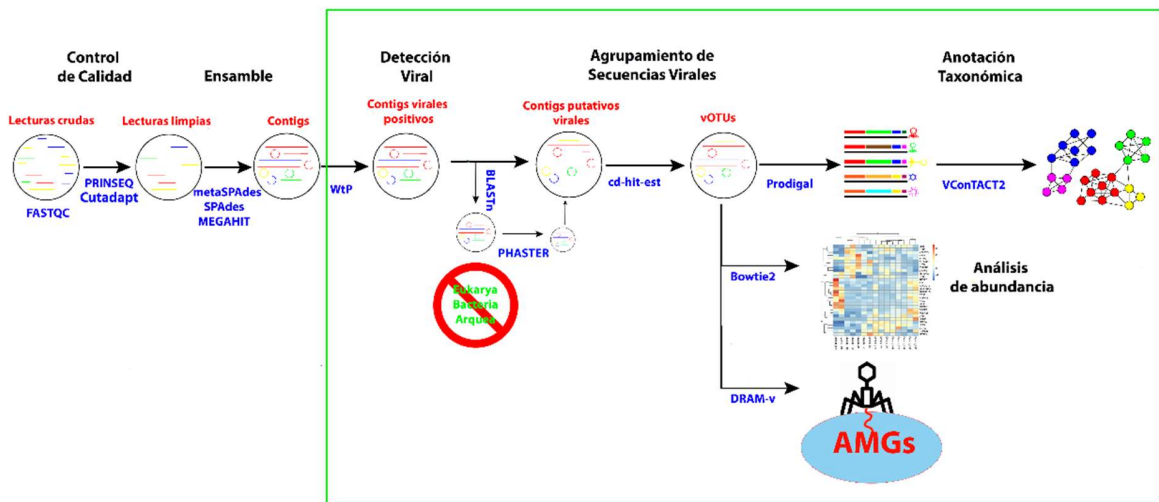 Control
de Calidad
Ensamble
Detección
Viral
Agrupamiento de
Secuencias Virales
Anotación
Taxonómica
Lecturas crudas
Lecturas limpias
Contigs
Contigs virales
positivos
Contigs putativos
virales
vOTUs
PRINSEQ
Cutadapt
FASTQC
metaSPAdes
SPAdes
MEGAHIT
WtP
BLASTn
PHASTER
cd-hit-est
Prodigal
VConTACT2
Eukarya
Bacteria
Arquea
Bowtie2
Análisis
de abundancia
DRAM-v
AMGs